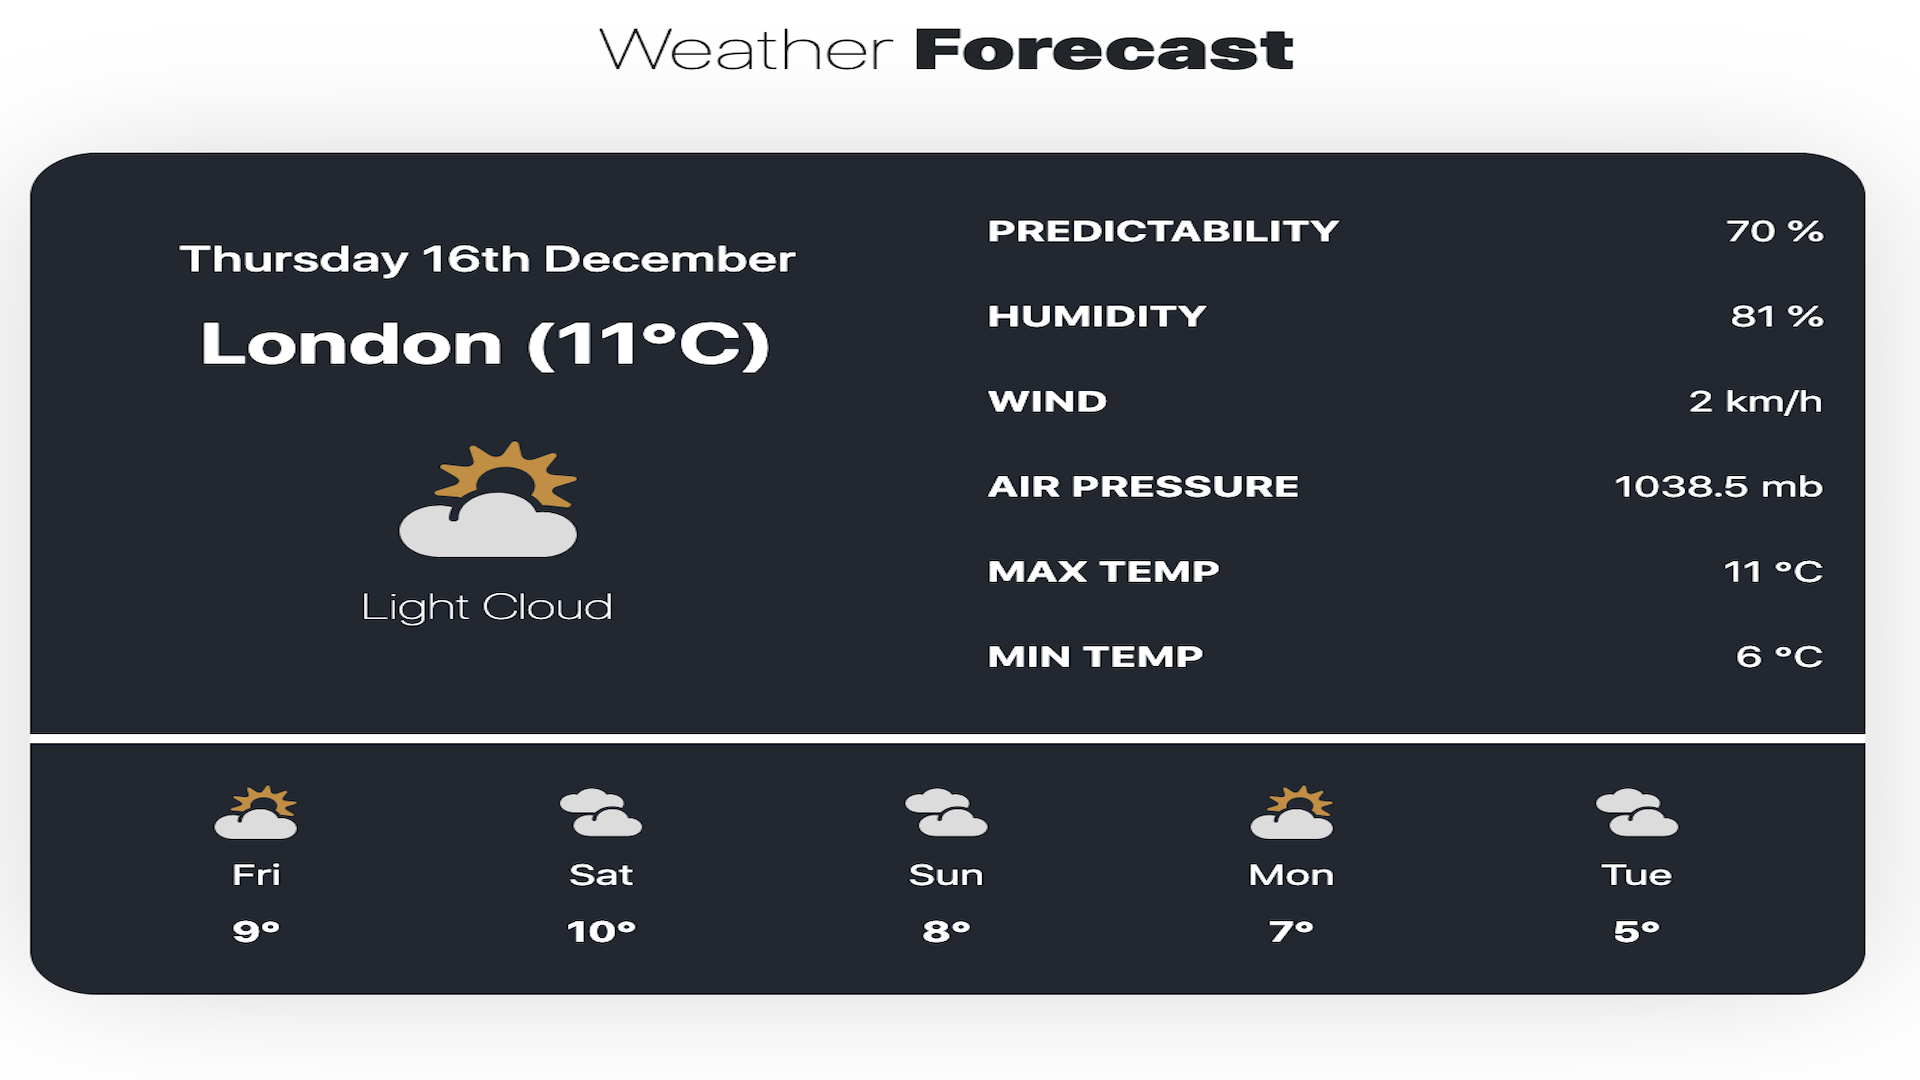 Weather Forecast
Thursday 16th December
London (11°C)
Light Cloud
PREDICTABILITY 70 %
HUMIDITY 81 %
WIND 2 km/h
AIR PRESSURE 1038.5 mb
MAX TEMP 11 °C
MIN TEMP 6 °C
Fri Sat Sun Mon Tue
9° 10° 8° 7° 5°